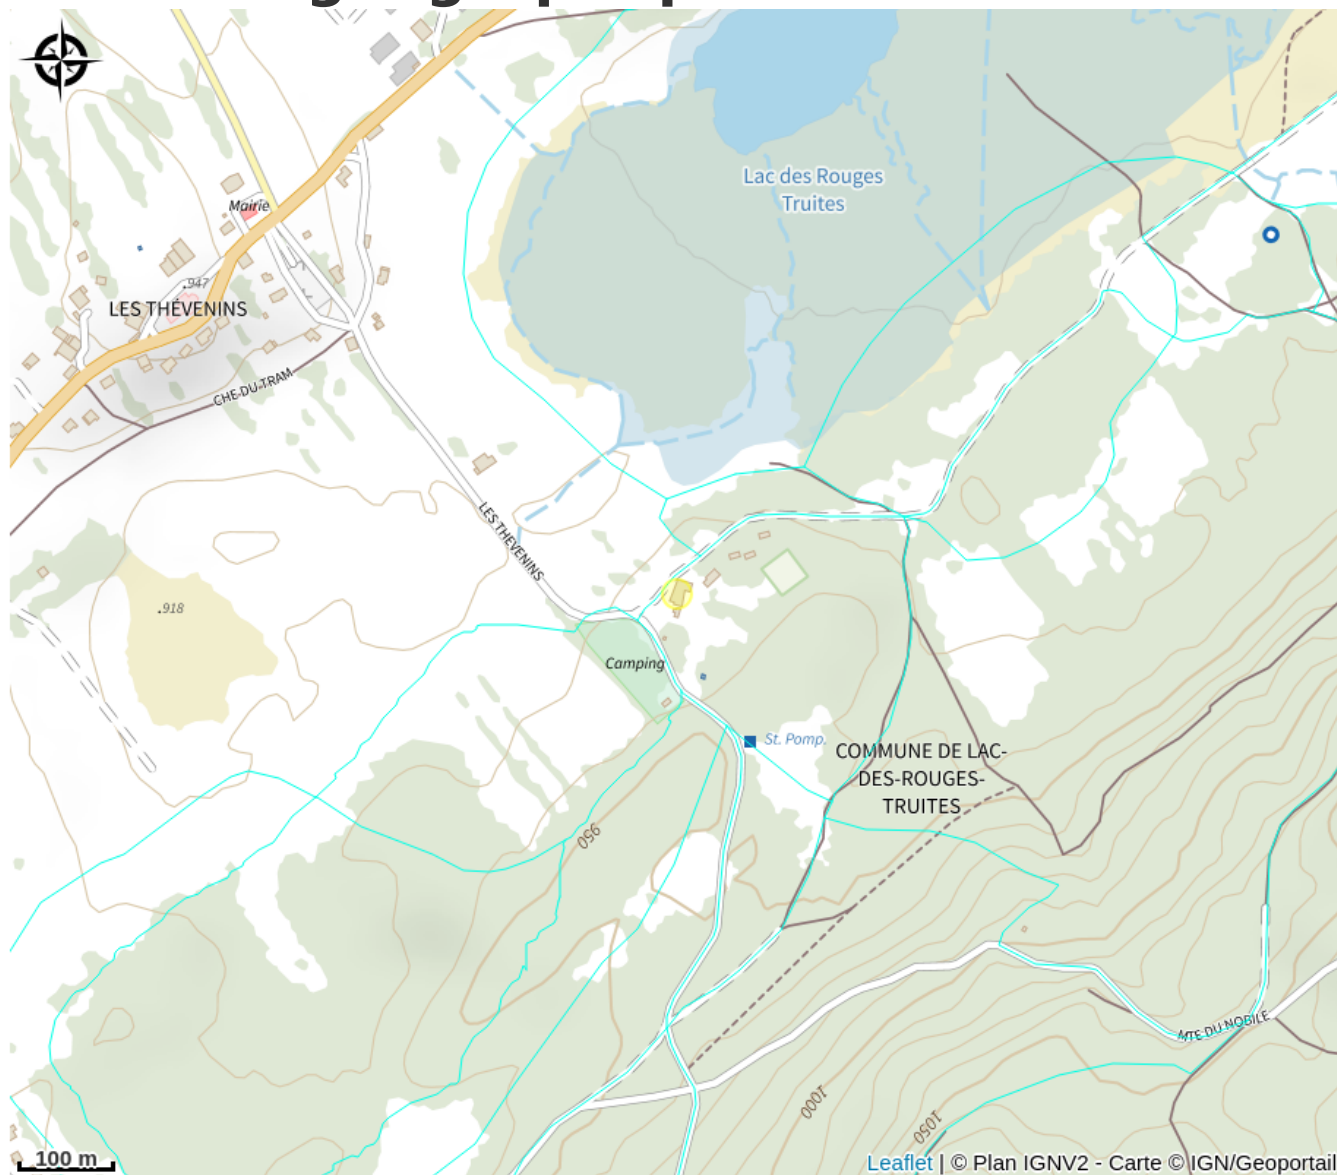 Lac des Rouges
Truites
Mairie
.947
LES THÉVENINS
CHE-DU-TRAM
LES THEVENINS
.918
Camping
St. Pomp.
COMMUNE DE LAC-
DES-ROUGES-
TRUITES
950
MTE DU NOBILE
1000
1050
100 m
Leaflet | © Plan IGNV2 - Carte © IGN/Geoportail